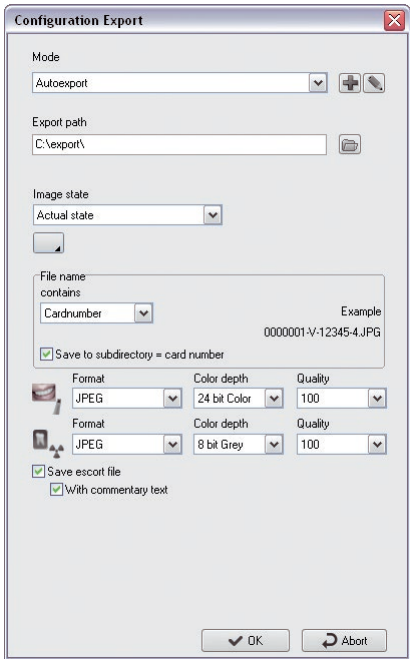 Configuration Export
Mode
Autoexport
Export path
C:\export\
Image state
Actual state
File name
contains
Cardnumber
Example
0000001-V-12345-4.JPG
Save to subdirectory = card number
Format Color depth Quality
JPEG 24 bit Color 100
Format Color depth Quality
JPEG 8 bit Grey 100
Save escort file
With commentary text
OK Abort